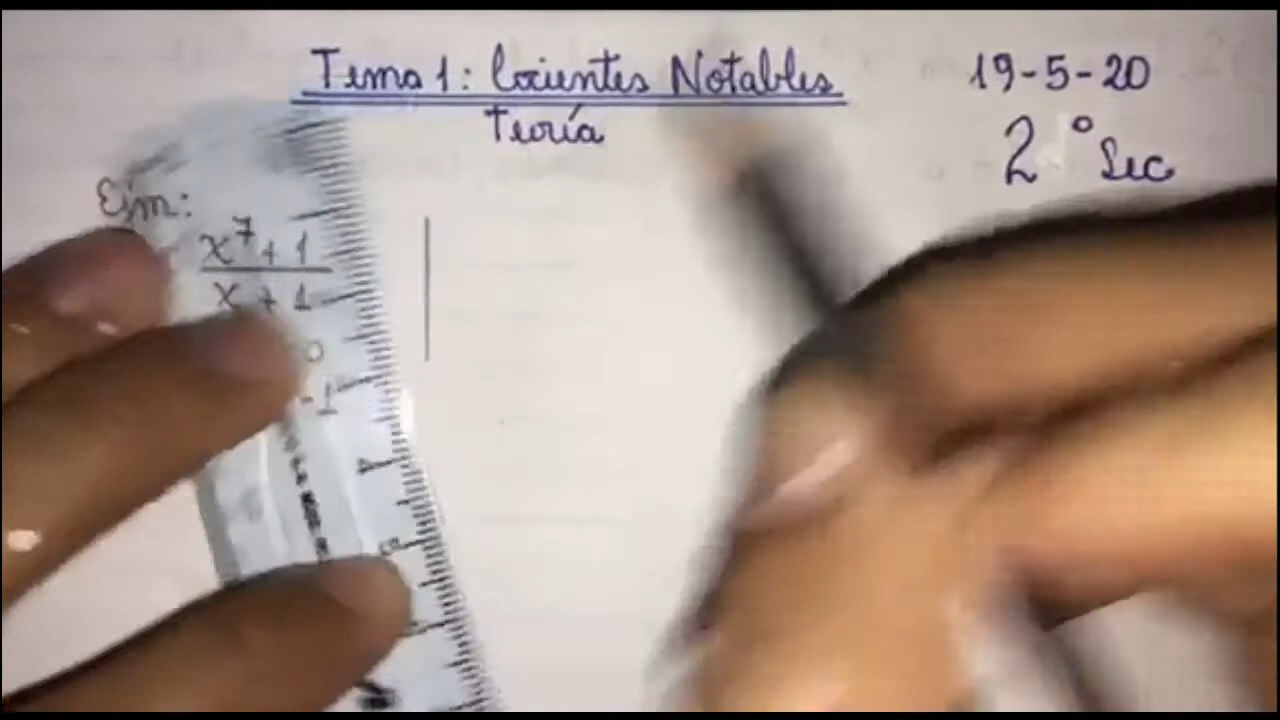 Tema 1: Cocientes Notables
19-5-20
Teoría
2° Sec
Ejm:
x⁷+1
x+1